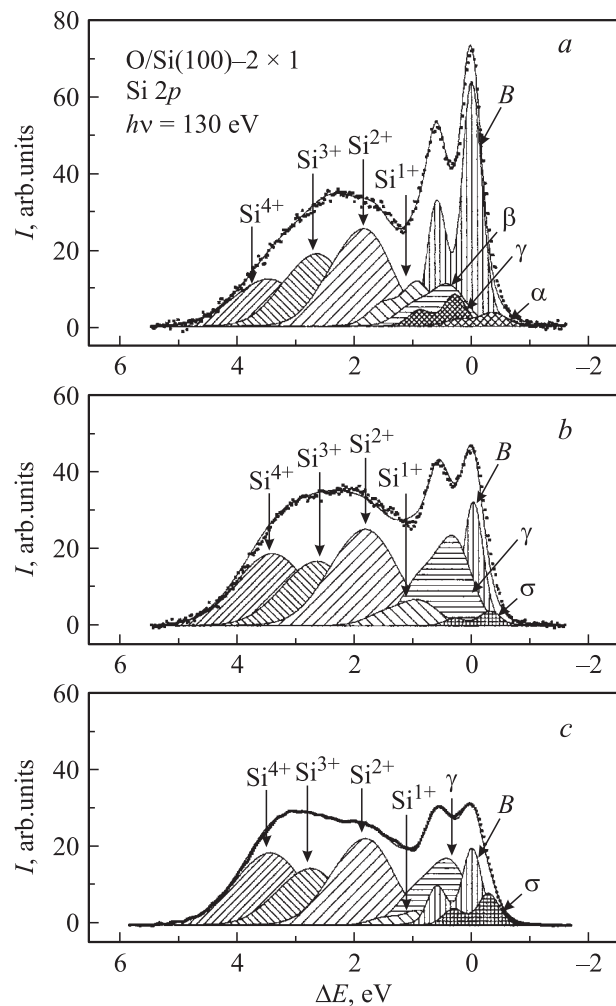 80
a
O/Si(100)–2 × 1
Si 2p
hν = 130 eV
B
60
Si2+
Si3+
Si1+
Si4+
40
β
γ
20
α
0
I, arb.units
6 4 2 0 –2
60
b
Si2+
B
Si3+
Si4+
Si1+
40
γ
20
σ
0
I, arb.units
6 4 2 0 –2
60
c
Si2+
Si4+ Si3+
γ
B
Si1+
40
σ
20
0
I, arb.units
6 4 2 0 –2
ΔE, eV